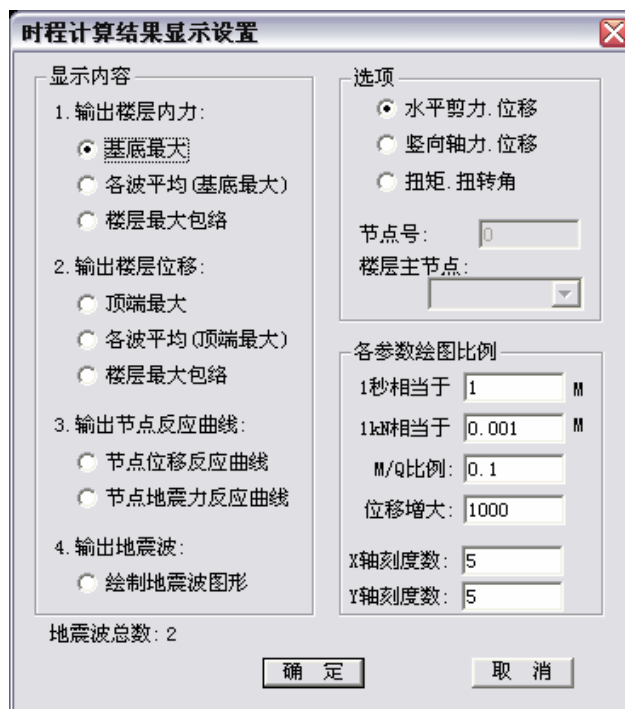 时程计算结果显示设置
显示内容
1.输出楼层内力:
基底最大
各波平均(基底最大)
楼层最大包络
2.输出楼层位移:
顶端最大
各波平均(顶端最大)
楼层最大包络
3.输出节点反应曲线:
节点位移反应曲线
节点地震力反应曲线
4.输出地震波:
绘制地震波图形
地震波总数: 2
选项
水平剪力.位移
竖向轴力.位移
扭矩.扭转角
节点号: 0
楼层主节点:
各参数绘图比例
1秒相当于 1 M
1kN相当于 0.001 M
M/Q比例: 0.1
位移增大: 1000
X轴刻度数: 5
Y轴刻度数: 5
确 定 取 消